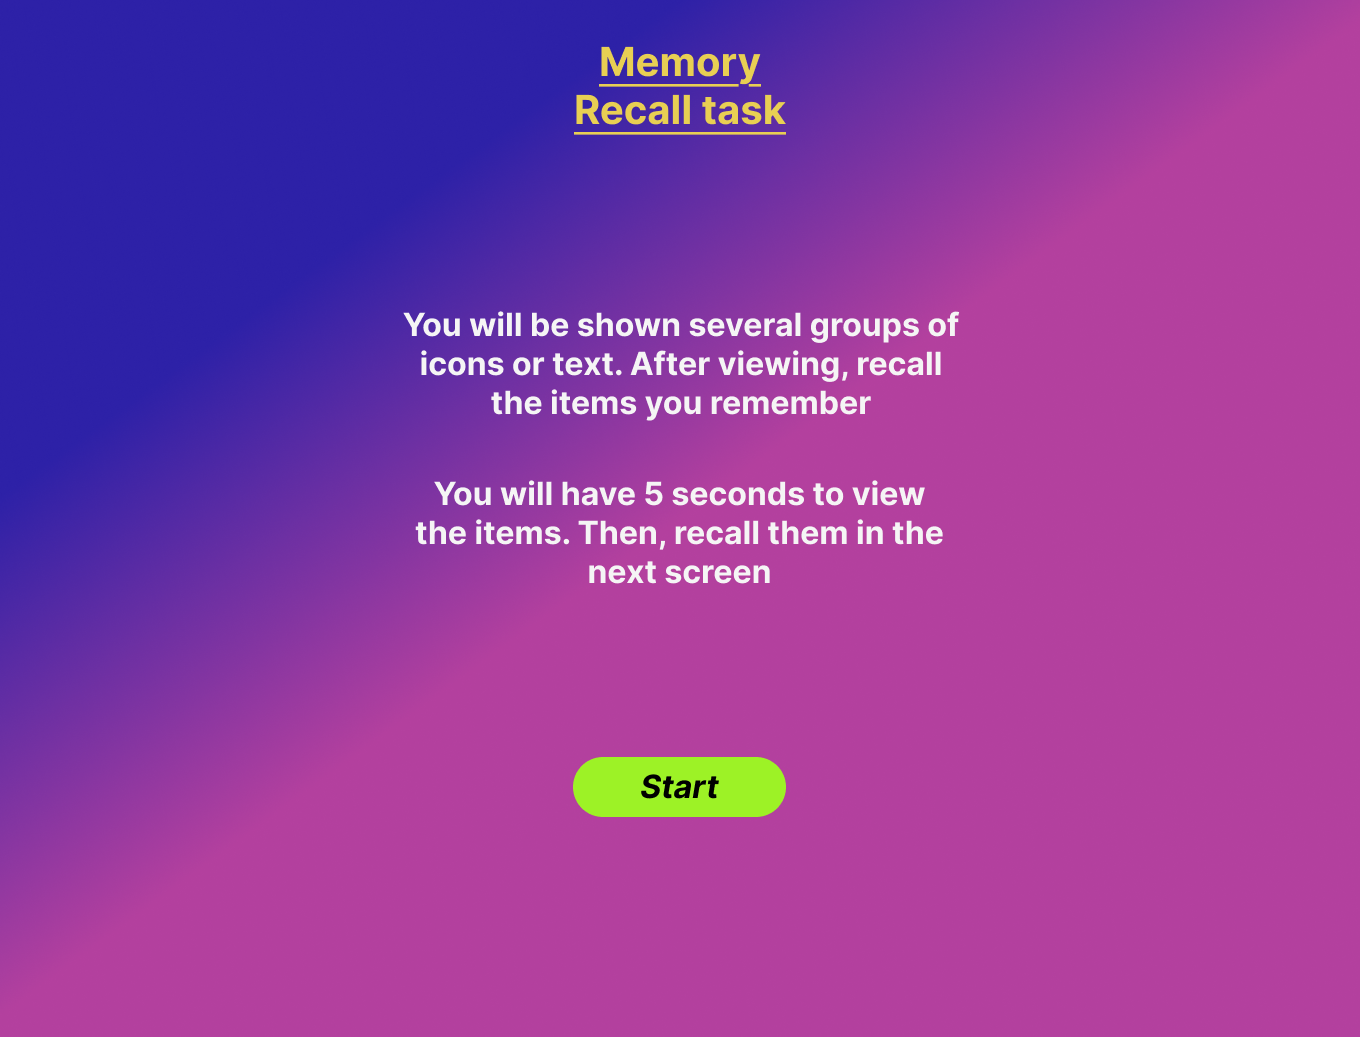 Memory
Recall task
You will be shown several groups of
icons or text. After viewing, recall
the items you remember
You will have 5 seconds to view
the items. Then, recall them in the
next screen
Start